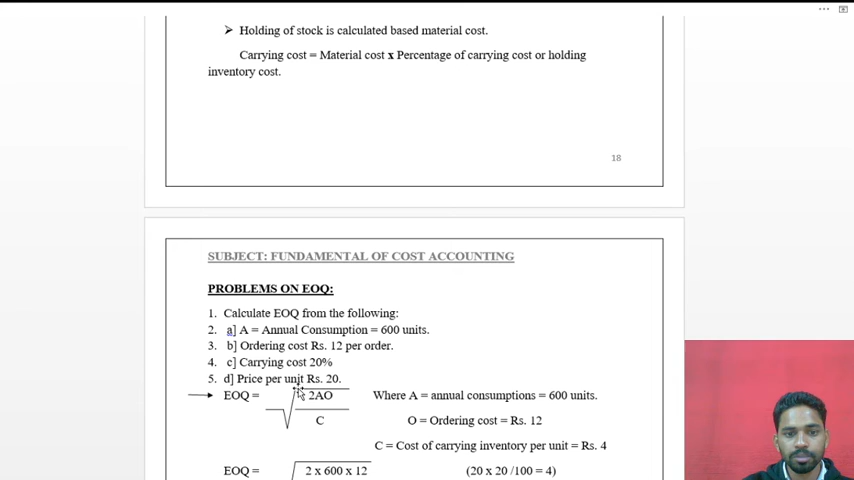 ➢ Holding of stock is calculated based material cost.
Carrying cost = Material cost x Percentage of carrying cost or holding
inventory cost.
18
SUBJECT: FUNDAMENTAL OF COST ACCOUNTING
PROBLEMS ON EOQ:
1. Calculate EOQ from the following:
2. a] A = Annual Consumption = 600 units.
3. b] Ordering cost Rs. 12 per order.
4. c] Carrying cost 20%
5. d] Price per unit Rs. 20.
EOQ = √ 2AO Where A = annual consumptions = 600 units.
C O = Ordering cost = Rs. 12
C = Cost of carrying inventory per unit = Rs. 4
EOQ = √ 2 x 600 x 12 (20 x 20 /100 = 4)